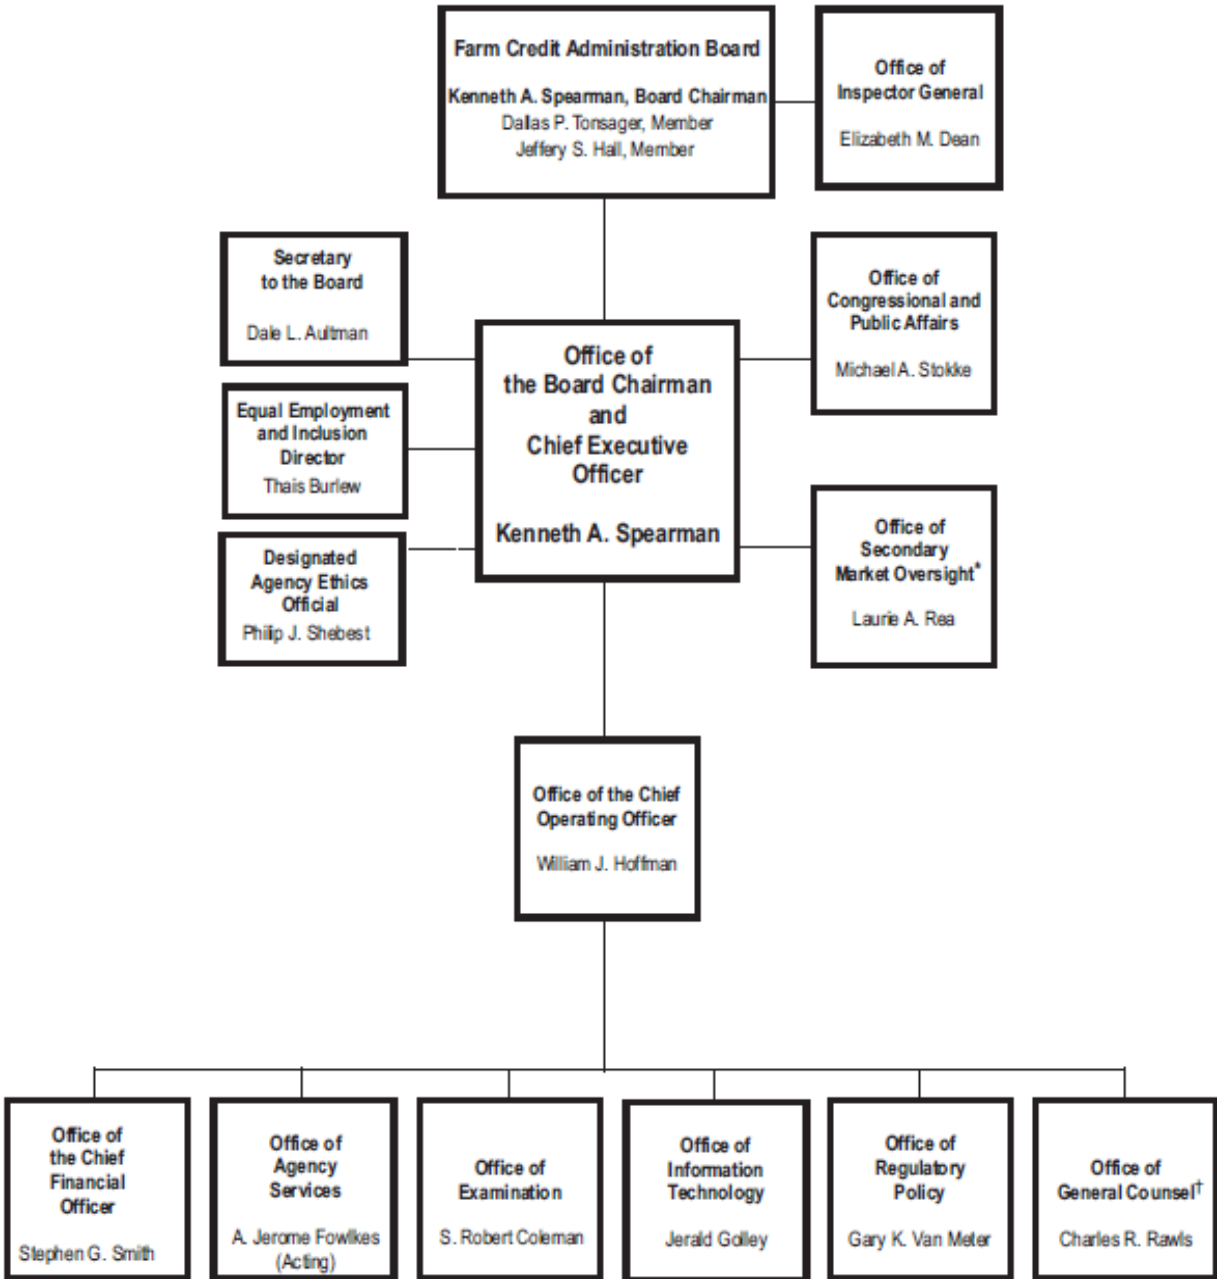 Farm Credit Administration Board
Kenneth A. Spearman, Board Chairman
Dallas P. Tonsager, Member
Jeffery S. Hall, Member
Office of
Inspector General
Elizabeth M. Dean
Secretary
to the Board
Dale L. Aultman
Office of
Congressional and
Public Affairs
Michael A. Stokke
Office of
the Board Chairman
and
Chief Executive
Officer
Kenneth A. Spearman
Equal Employment
and Inclusion
Director
Thais Burlew
Designated
Agency Ethics
Official
Philip J. Shebest
Office of
Secondary
Market Oversight*
Laurie A. Rea
Office of the Chief
Operating Officer
William J. Hoffman
Office of
the Chief
Financial
Officer
Stephen G. Smith
Office of
Agency
Services
A. Jerome Fowlkes
(Acting)
Office of
Examination
S. Robert Coleman
Office of
Information
Technology
Jerald Golley
Office of
Regulatory
Policy
Gary K. Van Meter
Office of
General Counsel†
Charles R. Rawls